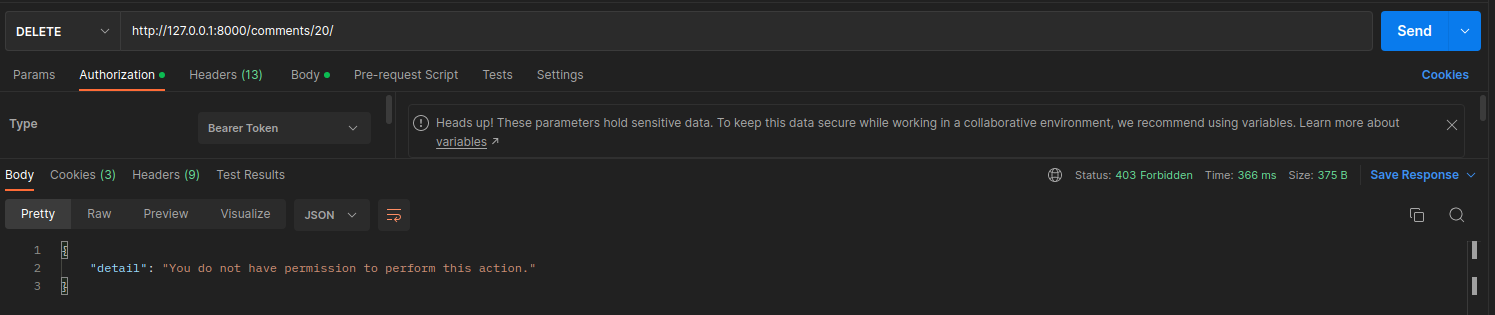 DELETE http://127.0.0.1:8000/comments/20/ Send
Params Authorization Headers (13) Body Pre-request Script Tests Settings Cookies
Type Bearer Token
Heads up! These parameters hold sensitive data. To keep this data secure while working in a collaborative environment, we recommend using variables. Learn more about
variables ↗
Body Cookies (3) Headers (9) Test Results Status: 403 Forbidden Time: 366 ms Size: 375 B Save Response
Pretty Raw Preview Visualize JSON
1 {
2 "detail": "You do not have permission to perform this action."
3 }